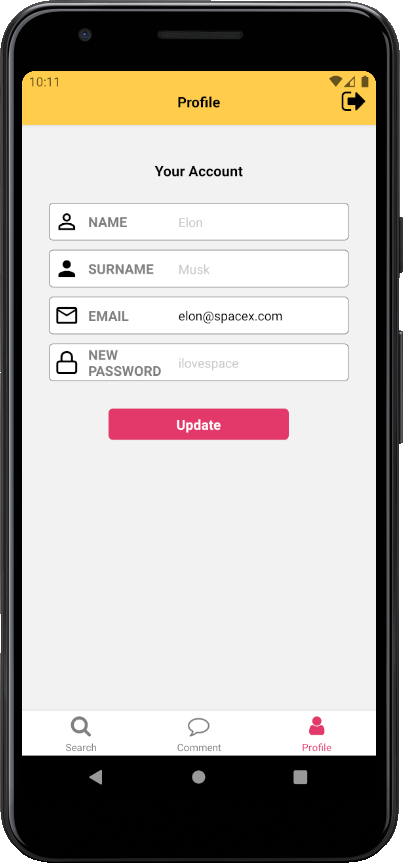 10:11
Profile
Your Account
NAME Elon
SURNAME Musk
EMAIL elon@spacex.com
NEW
PASSWORD ilovespace
Update
Search Comment Profile